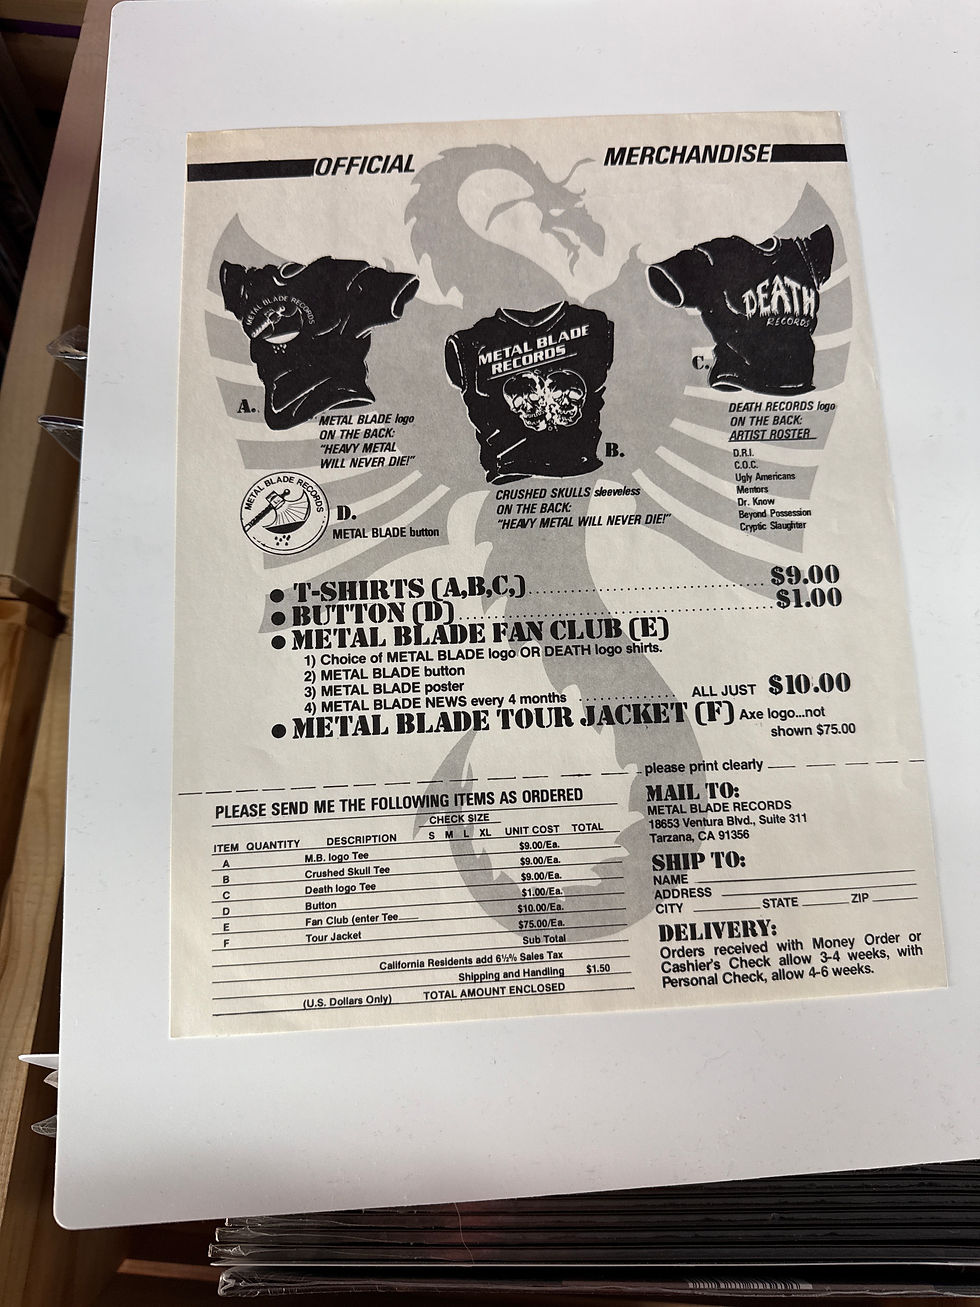 OFFICIAL MERCHANDISE
METAL BLADE RECORDS
METAL BLADE
RECORDS
DEATH
RECORDS
A.
METAL BLADE logo
ON THE BACK:
"HEAVY METAL
WILL NEVER DIE!"
B.
CRUSHED SKULLS sleeveless
ON THE BACK:
"HEAVY METAL WILL NEVER DIE!"
C.
DEATH RECORDS logo
ON THE BACK:
ARTIST ROSTER
D.R.I.
C.O.C.
Ugly Americans
Mentors
Dr. Know
Beyond Possession
Cryptic Slaughter
METAL BLADE RECORDS
D.
METAL BLADE button
● T-SHIRTS (A,B,C,)..............................$9.00
● BUTTON (D)..............................$1.00
● METAL BLADE FAN CLUB (E)
1) Choice of METAL BLADE logo OR DEATH logo shirts.
2) METAL BLADE button
3) METAL BLADE poster
4) METAL BLADE NEWS every 4 months .................... ALL JUST $10.00
● METAL BLADE TOUR JACKET (F) Axe logo...not
shown $75.00
please print clearly
PLEASE SEND ME THE FOLLOWING ITEMS AS ORDERED
CHECK SIZE
ITEM QUANTITY DESCRIPTION S M L XL UNIT COST TOTAL
A M.B. logo Tee $9.00/Ea.
B Crushed Skull Tee $9.00/Ea.
C Death logo Tee $9.00/Ea.
D Button $1.00/Ea.
E Fan Club (enter Tee____ $10.00/Ea.
F Tour Jacket $75.00/Ea.
Sub Total
California Residents add 6½% Sales Tax
Shipping and Handling $1.50
(U.S. Dollars Only) TOTAL AMOUNT ENCLOSED
MAIL TO:
METAL BLADE RECORDS
18653 Ventura Blvd., Suite 311
Tarzana, CA 91356
SHIP TO:
NAME
ADDRESS
CITY STATE ZIP
DELIVERY:
Orders received with Money Order or
Cashier's Check allow 3-4 weeks, with
Personal Check, allow 4-6 weeks.